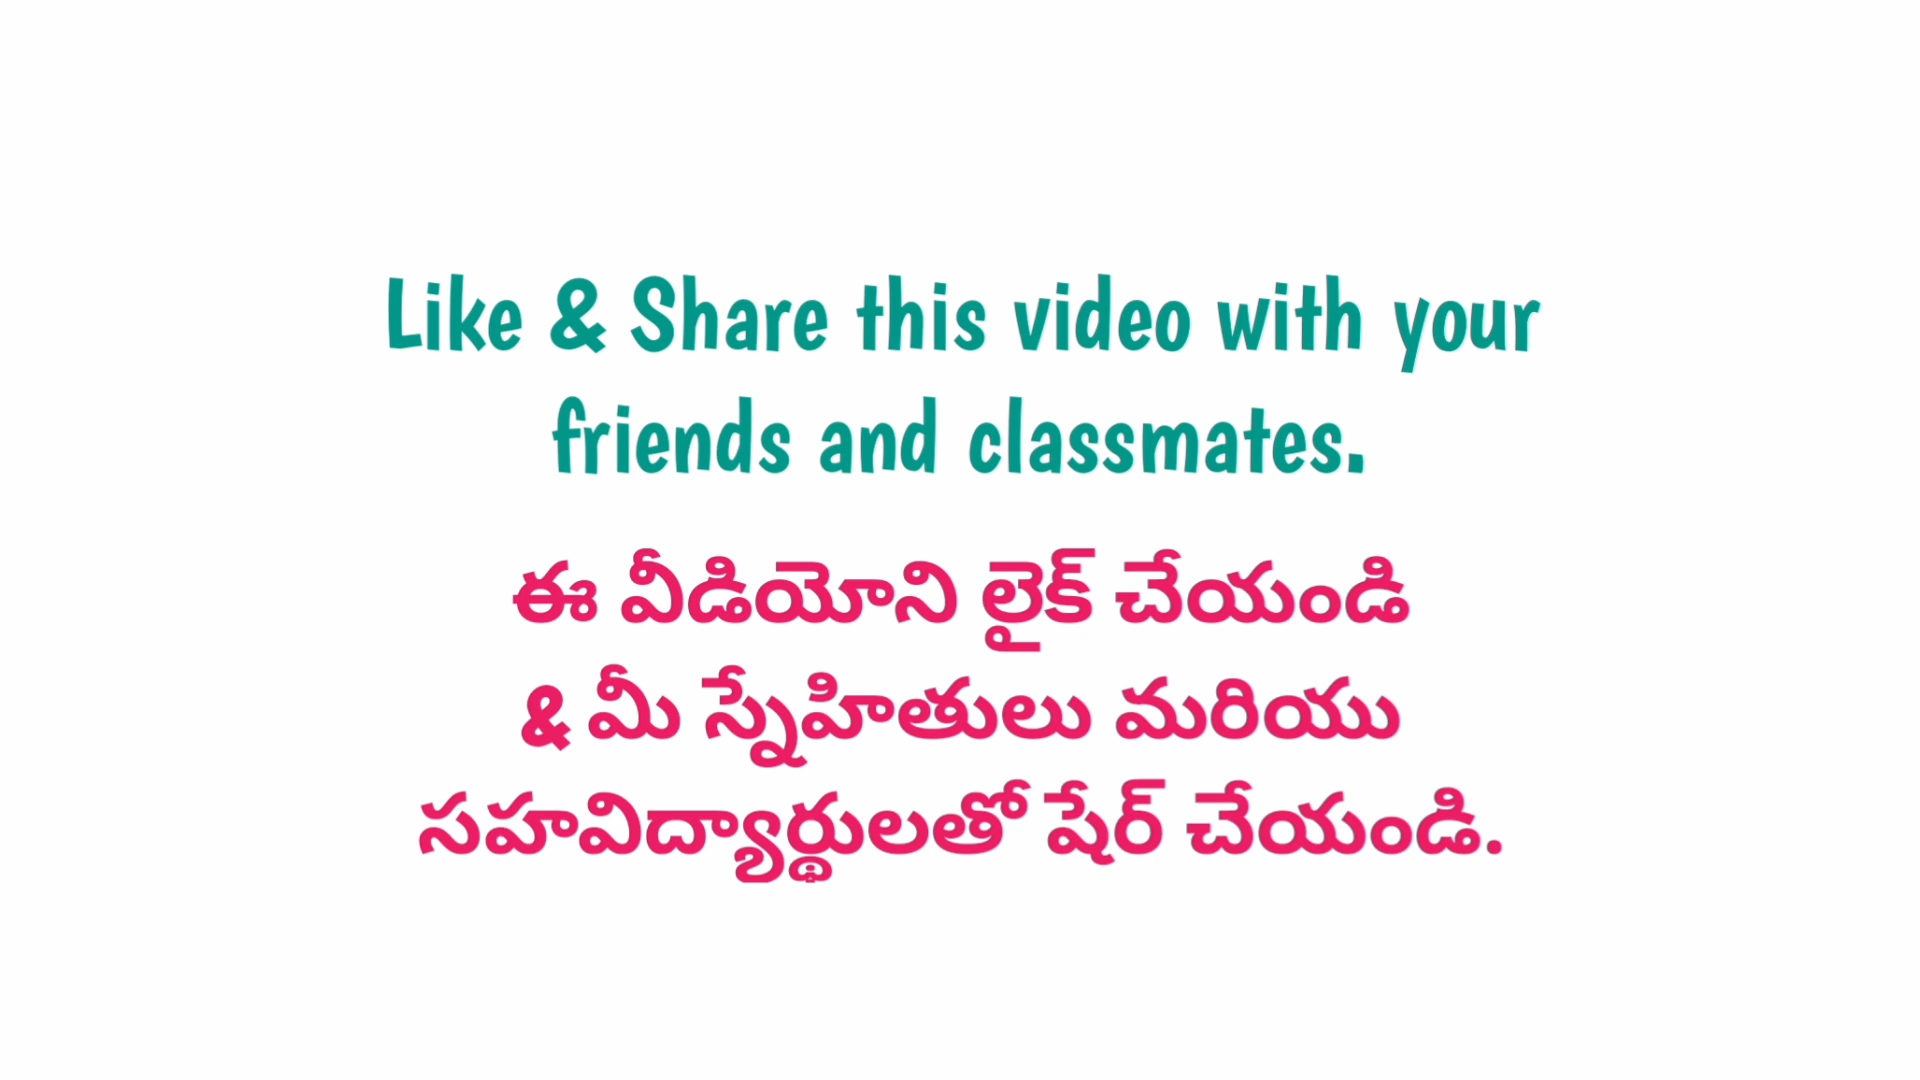 Like & Share this video with your
friends and classmates.
ఈ వీడియోని లైక్ చేయండి
& మీ స్నేహితులు మరియు
సహవిద్యార్థులతో షేర్ చేయండి.